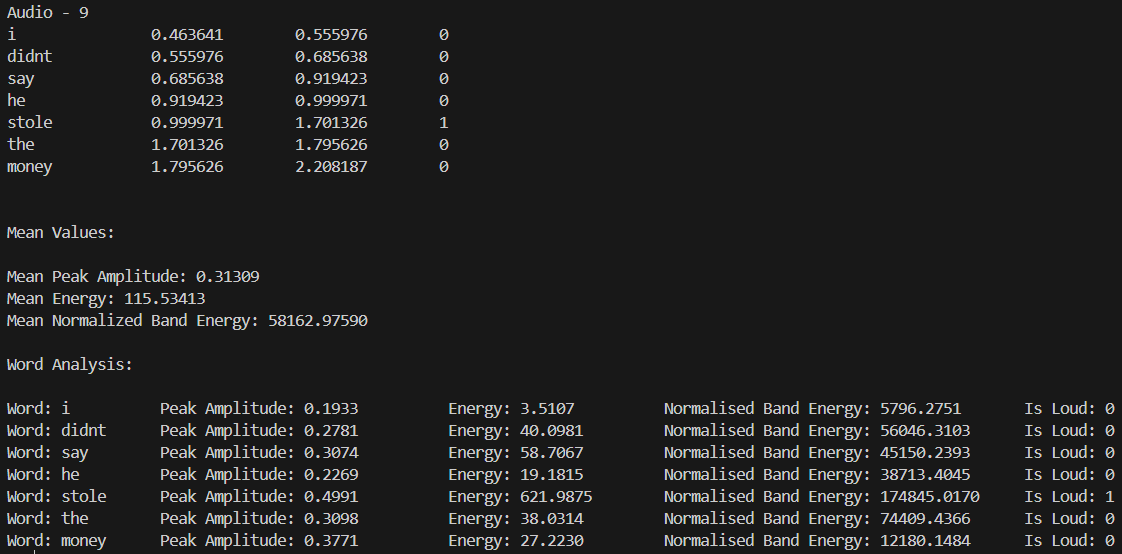 Audio - 9
i 0.463641 0.555976 0
didnt 0.555976 0.685638 0
say 0.685638 0.919423 0
he 0.919423 0.999971 0
stole 0.999971 1.701326 1
the 1.701326 1.795626 0
money 1.795626 2.208187 0
Mean Values:
Mean Peak Amplitude: 0.31309
Mean Energy: 115.53413
Mean Normalized Band Energy: 58162.97590
Word Analysis:
Word: i Peak Amplitude: 0.1933 Energy: 3.5107 Normalised Band Energy: 5796.2751 Is Loud: 0
Word: didnt Peak Amplitude: 0.2781 Energy: 40.0981 Normalised Band Energy: 56046.3103 Is Loud: 0
Word: say Peak Amplitude: 0.3074 Energy: 58.7067 Normalised Band Energy: 45150.2393 Is Loud: 0
Word: he Peak Amplitude: 0.2269 Energy: 19.1815 Normalised Band Energy: 38713.4045 Is Loud: 0
Word: stole Peak Amplitude: 0.4991 Energy: 621.9875 Normalised Band Energy: 174845.0170 Is Loud: 1
Word: the Peak Amplitude: 0.3098 Energy: 38.0314 Normalised Band Energy: 74409.4366 Is Loud: 0
Word: money Peak Amplitude: 0.3771 Energy: 27.2230 Normalised Band Energy: 12180.1484 Is Loud: 0